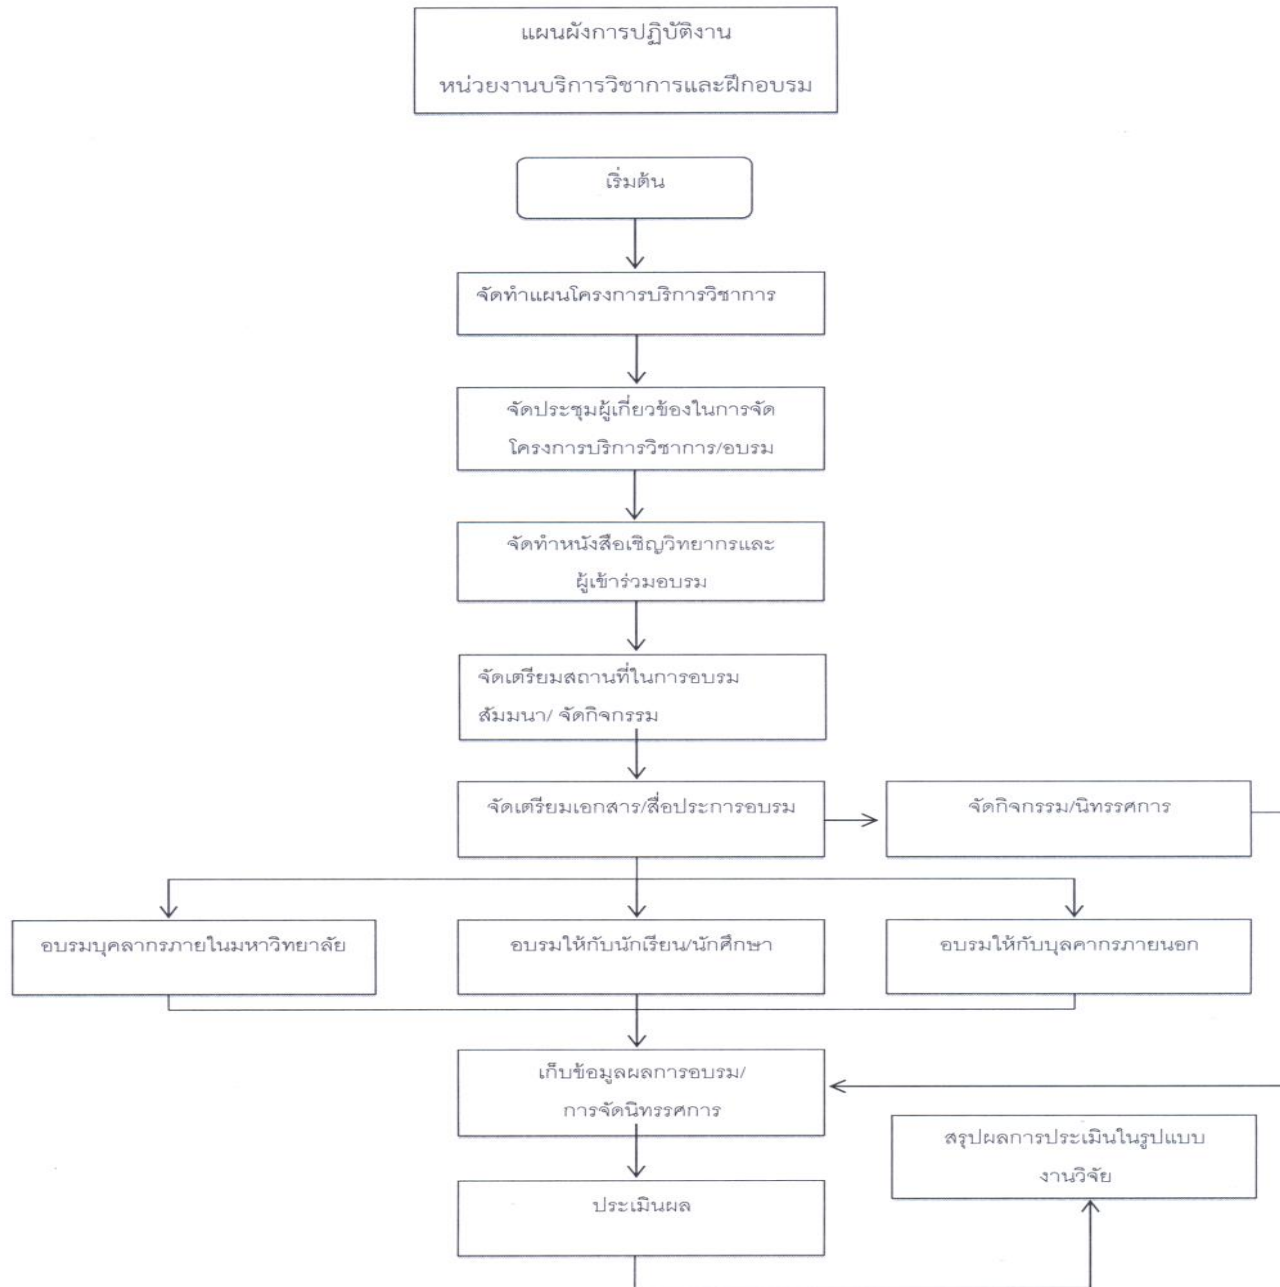 แผนผังการปฏิบัติงาน
หน่วยงานบริการวิชาการและฝึกอบรม
เริ่มต้น
จัดทำแผนโครงการบริการวิชาการ
จัดประชุมผู้เกี่ยวข้องในการจัด
โครงการบริการวิชาการ/อบรม
จัดทำหนังสือเชิญวิทยากรและ
ผู้เข้าร่วมอบรม
จัดเตรียมสถานที่ในการอบรม
สัมมนา/ จัดกิจกรรม
จัดเตรียมเอกสาร/สื่อประการอบรม
จัดกิจกรรม/นิทรรศการ
อบรมบุคลากรภายในมหาวิทยาลัย
อบรมให้กับนักเรียน/นักศึกษา
อบรมให้กับบุลคากรภายนอก
เก็บข้อมูลผลการอบรม/
การจัดนิทรรศการ
สรุปผลการประเมินในรูปแบบ
งานวิจัย
ประเมินผล